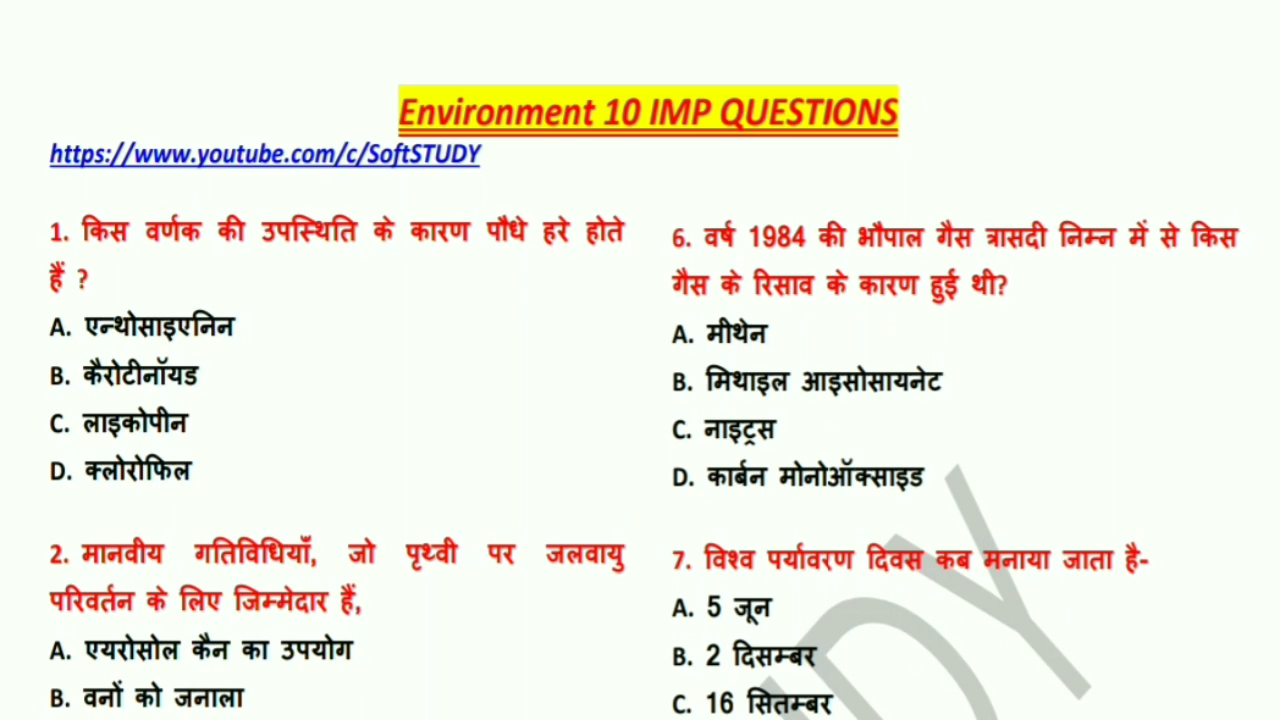 Environment 10 IMP QUESTIONS
https://www.youtube.com/c/SoftSTUDY
1. किस वर्णक की उपस्थिति के कारण पौधे हरे होते
हैं ?
A. एन्थोसाइएनिन
B. कैरोटीनॉयड
C. लाइकोपीन
D. क्लोरोफिल
2. मानवीय गतिविधियाँ, जो पृथ्वी पर जलवायु
परिवर्तन के लिए जिम्मेदार हैं,
A. एयरोसोल कैन का उपयोग
B. वनों को जनाला
6. वर्ष 1984 की भौपाल गैस त्रासदी निम्न में से किस
गैस के रिसाव के कारण हुई थी?
A. मीथेन
B. मिथाइल आइसोसायनेट
C. नाइट्रस
D. कार्बन मोनोऑक्साइड
7. विश्व पर्यावरण दिवस कब मनाया जाता है-
A. 5 जून
B. 2 दिसम्बर
C. 16 सितम्बर
UDY